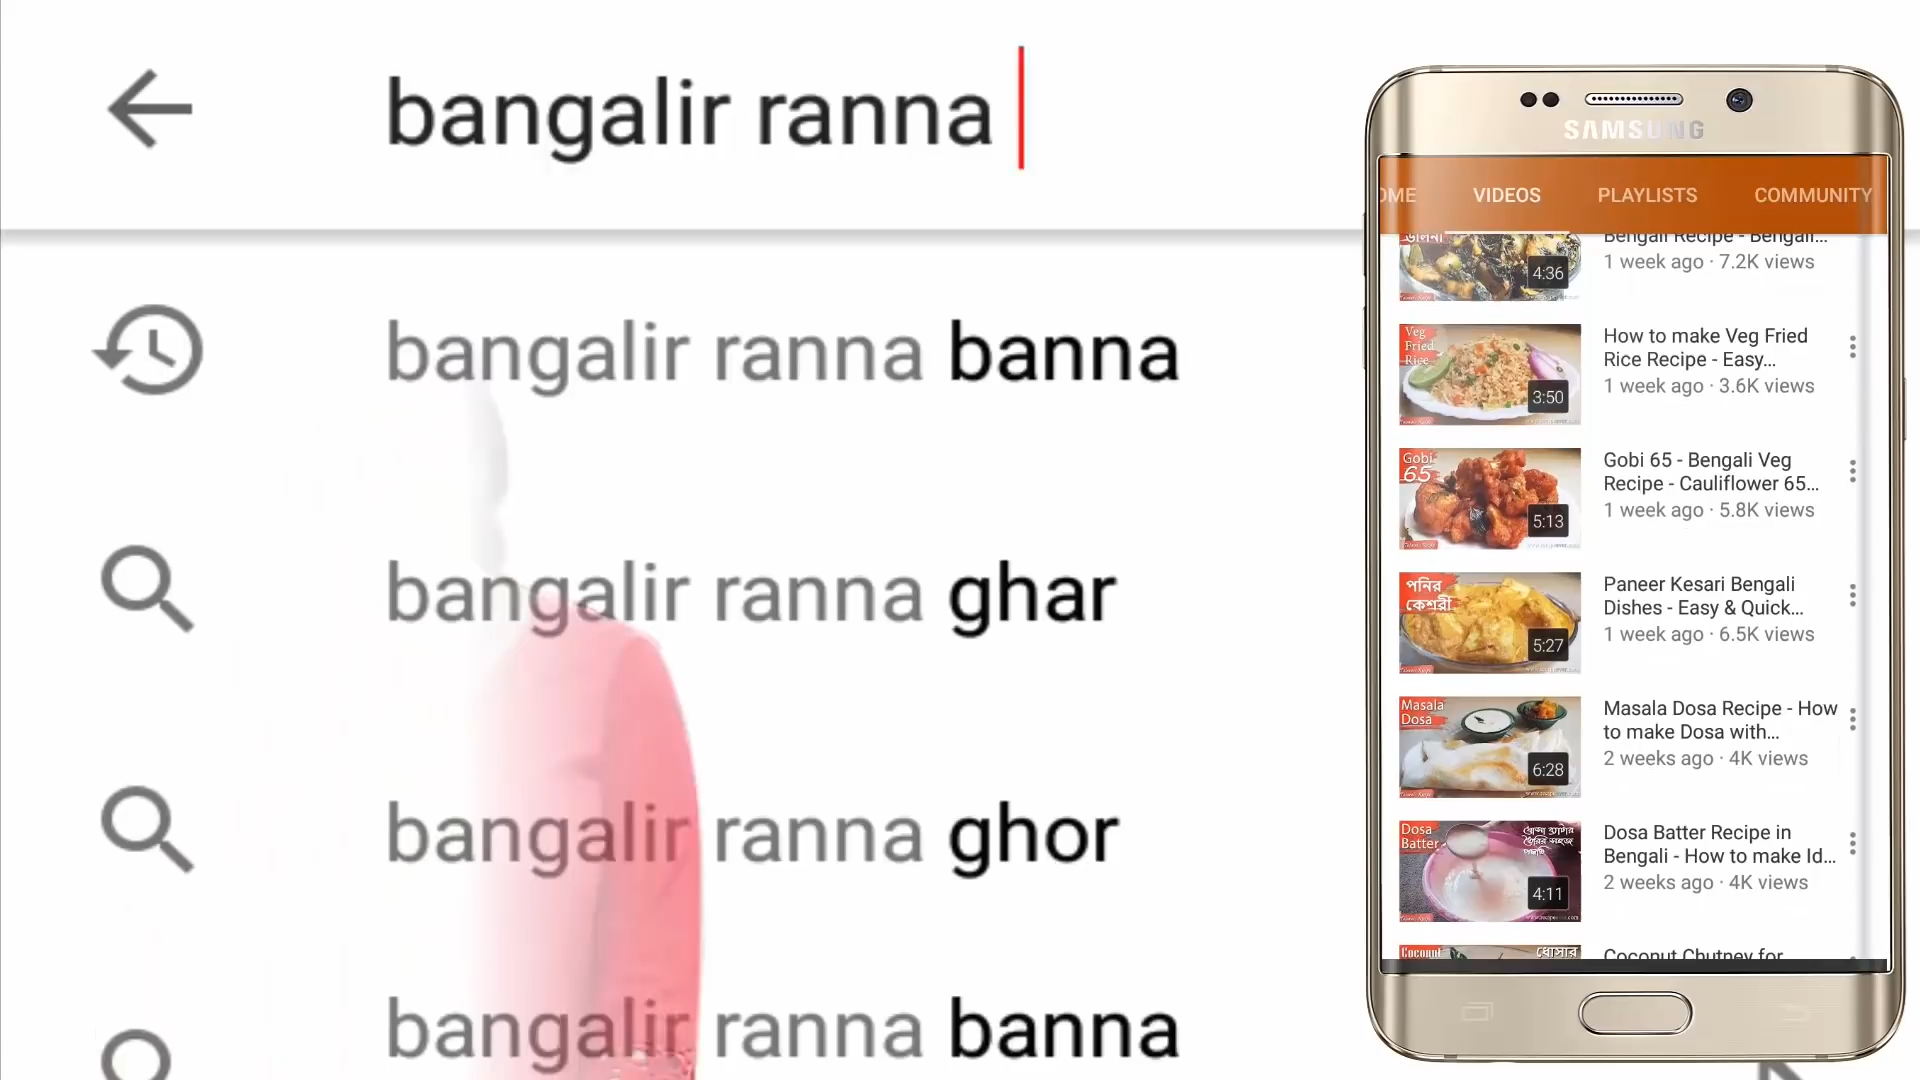 bangalir ranna
bangalir ranna banna
bangalir ranna ghar
bangalir ranna ghor
bangalir ranna banna
SAMSUNG
VIDEOS
PLAYLISTS
COMMUNITY
4:36
Bengali Recipe - Bengali...
1 week ago · 7.2K views
Veg
Fried
Rice
3:50
How to make Veg Fried
Rice Recipe - Easy...
1 week ago · 3.6K views
Gobi
65
5:13
Gobi 65 - Bengali Veg
Recipe - Cauliflower 65...
1 week ago · 5.8K views
পনির
কেশরী
5:27
Paneer Kesari Bengali
Dishes - Easy & Quick...
1 week ago · 6.5K views
Masala
Dosa
6:28
Masala Dosa Recipe - How
to make Dosa with...
2 weeks ago · 4K views
Dosa
Batter
4:11
Dosa Batter Recipe in
Bengali - How to make Id...
2 weeks ago · 4K views
Coconut
ধোসার
Coconut Chutney for